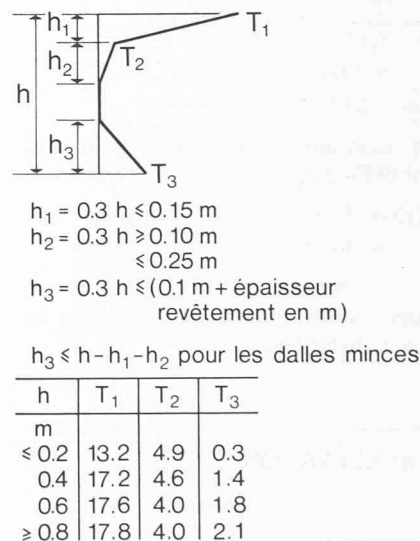 h₁
T₁
h₂
T₂
h
h₃
T₃
h₁ = 0.3 h ≤ 0.15 m
h₂ = 0.3 h ≥ 0.10 m
≤ 0.25 m
h₃ = 0.3 h ≤ (0.1 m + épaisseur
revêtement en m)
h₃ ≤ h – h₁ – h₂ pour les dalles minces
h T₁ T₂ T₃
m
≤ 0.2 13.2 4.9 0.3
0.4 17.2 4.6 1.4
0.6 17.6 4.0 1.8
≥ 0.8 17.8 4.0 2.1